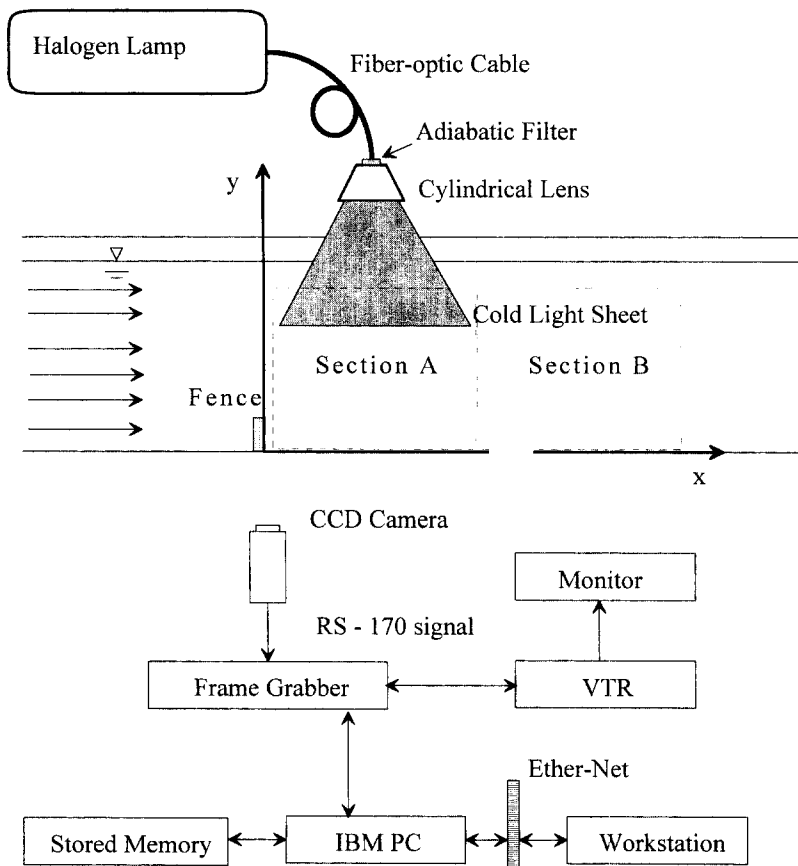 Halogen Lamp
Fiber-optic Cable
Adiabatic Filter
y
Cylindrical Lens
Cold Light Sheet
Section A
Section B
Fence
x
CCD Camera
Monitor
RS - 170 signal
Frame Grabber
VTR
Ether-Net
Stored Memory
IBM PC
Workstation